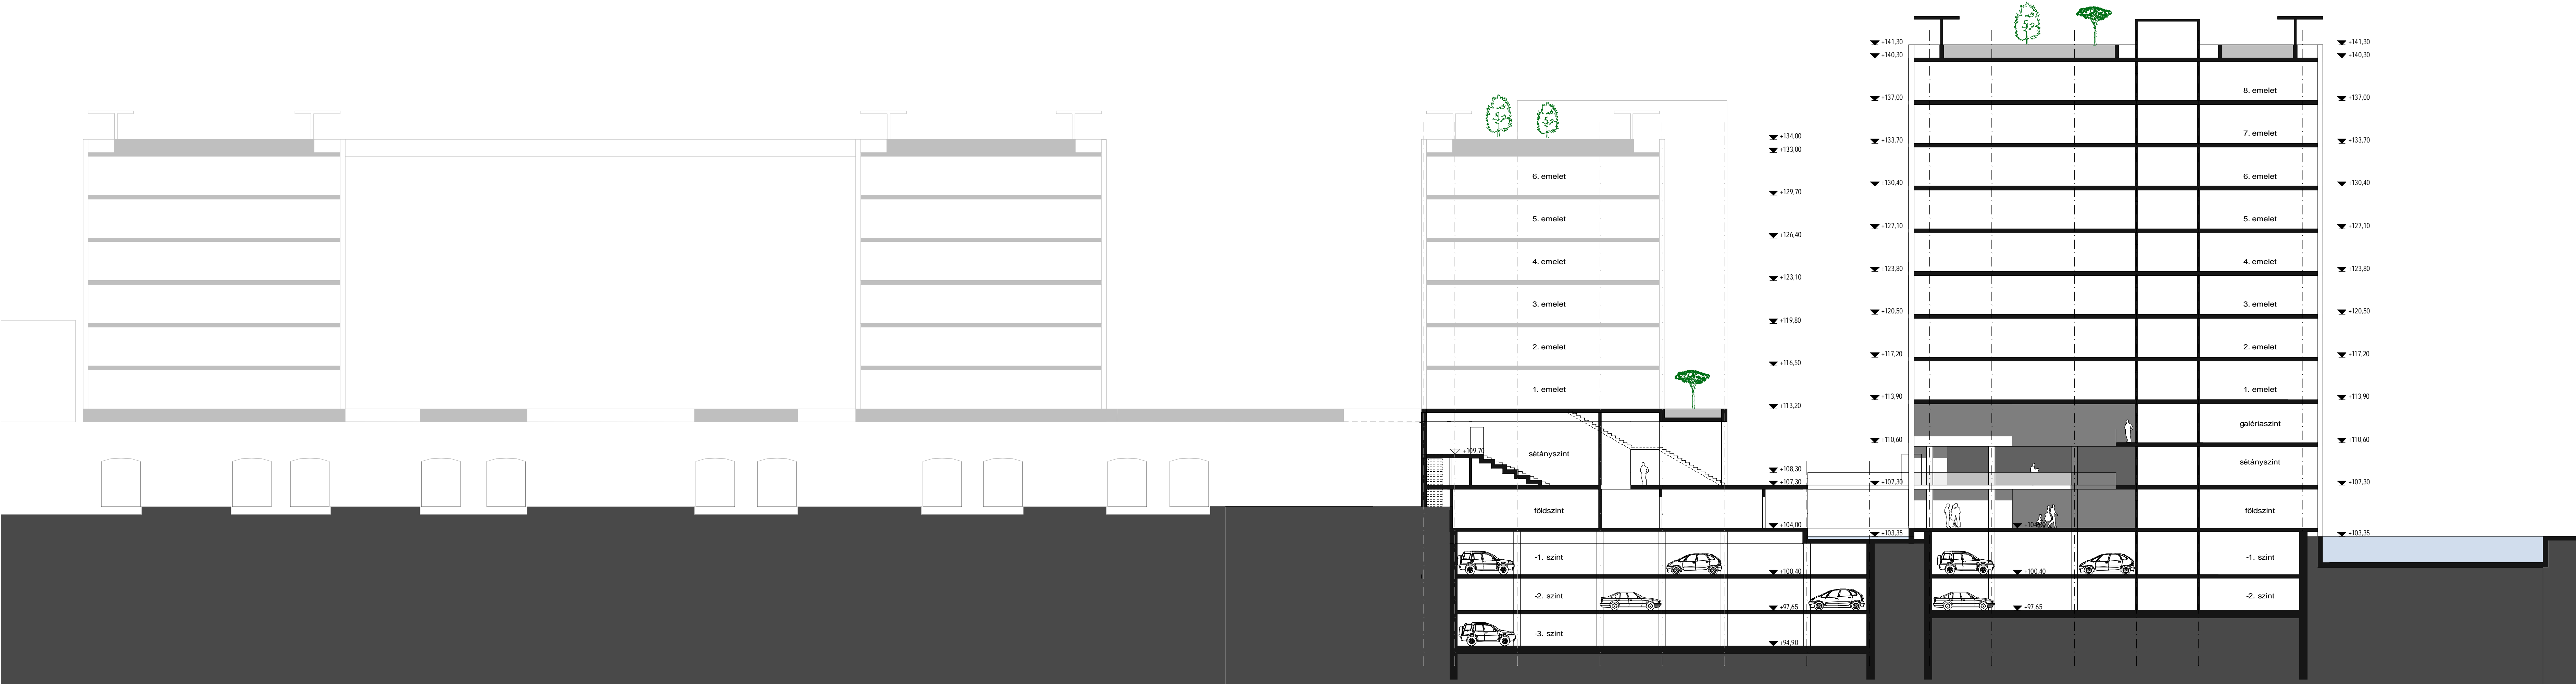 6. emelet
5. emelet
4. emelet
3. emelet
2. emelet
1. emelet
sétányszint
földszint
-1. szint
-2. szint
-3. szint
+109,70
+134,00
+133,00
+129,70
+126,40
+123,10
+119,80
+116,50
+113,20
+108,30
+107,30
+104,00
+100,40
+97,65
+94,90
+141,30
+140,30
+137,00
+133,70
+130,40
+127,10
+123,80
+120,50
+117,20
+113,90
+110,60
+107,30
+103,35
+100,40
+97,65
8. emelet
7. emelet
6. emelet
5. emelet
4. emelet
3. emelet
2. emelet
1. emelet
galériaszint
sétányszint
földszint
-1. szint
-2. szint
+141,30
+140,30
+137,00
+133,70
+130,40
+127,10
+123,80
+120,50
+117,20
+113,90
+110,60
+107,30
+103,35